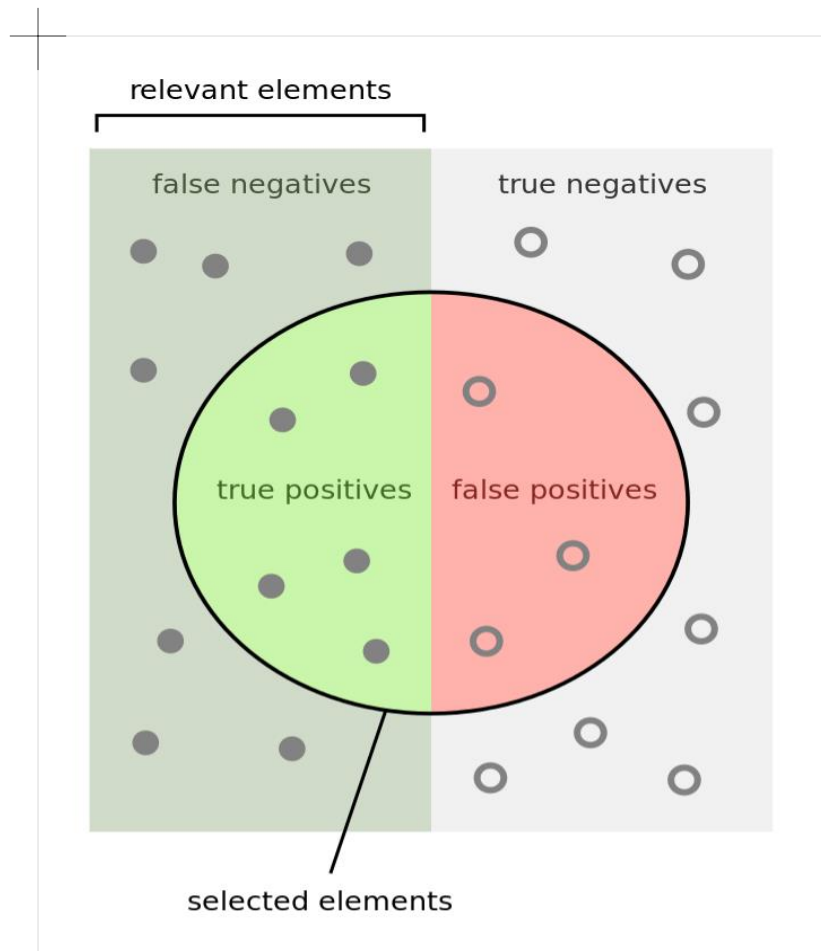 relevant elements
false negatives
true negatives
true positives
false positives
selected elements